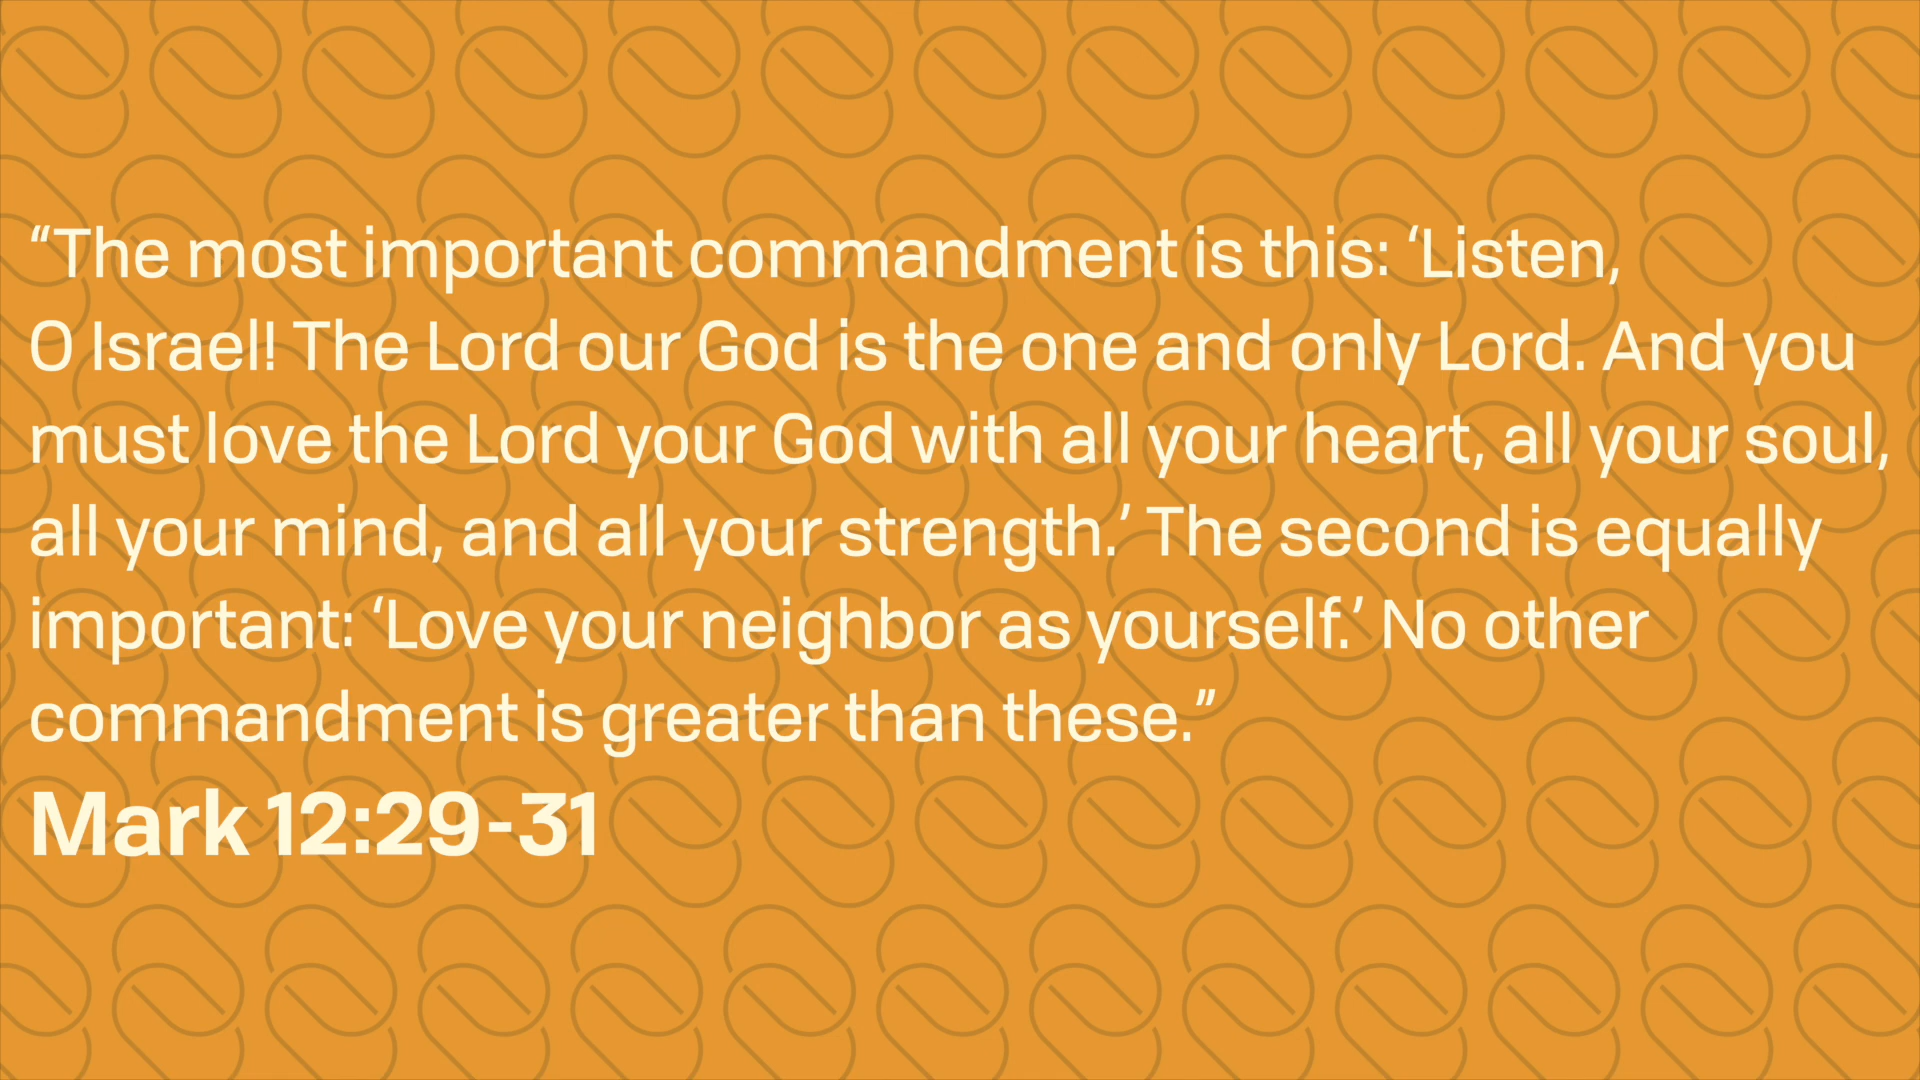 “The most important commandment is this: ‘Listen,
O Israel! The Lord our God is the one and only Lord. And you
must love the Lord your God with all your heart, all your soul,
all your mind, and all your strength.’ The second is equally
important: ‘Love your neighbor as yourself.’ No other
commandment is greater than these.”
Mark 12:29-31